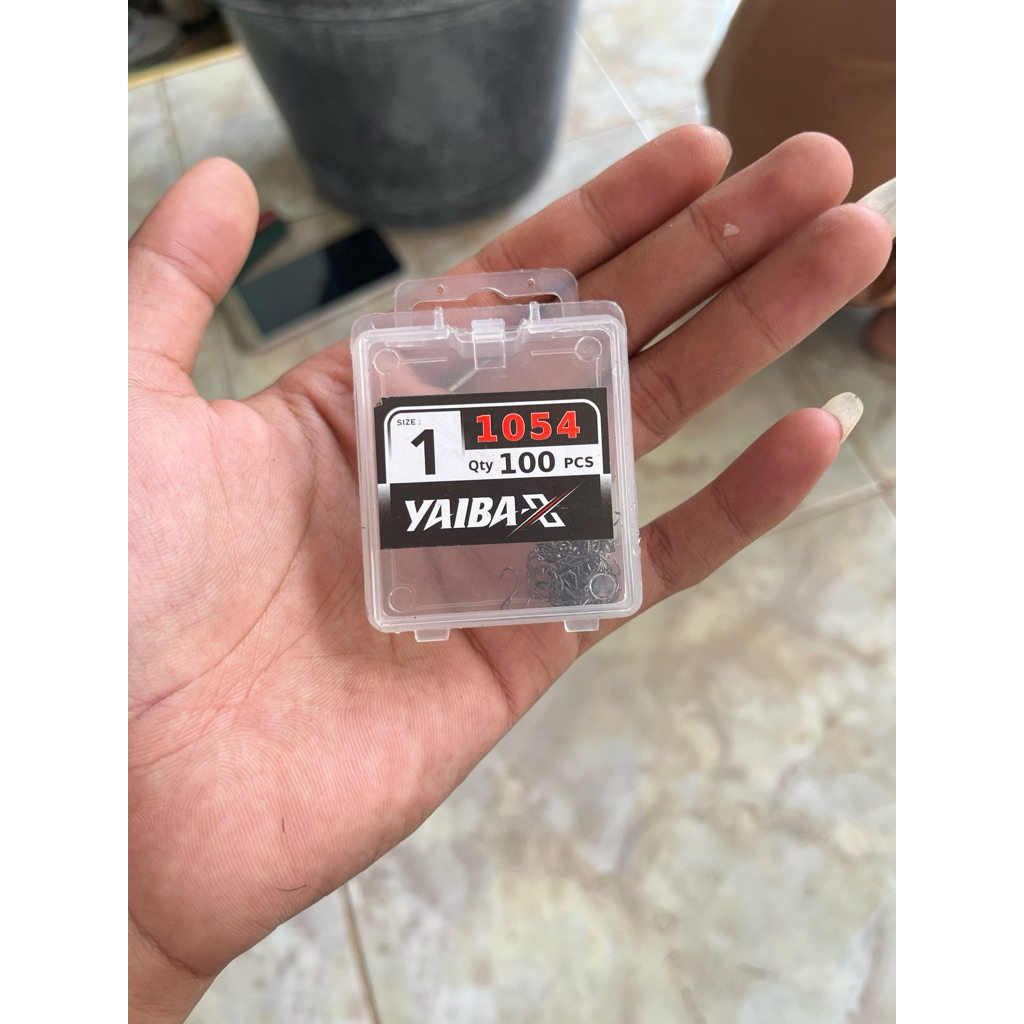 SIZE :
1
1054
Qty 100 PCS
YAIBA-X